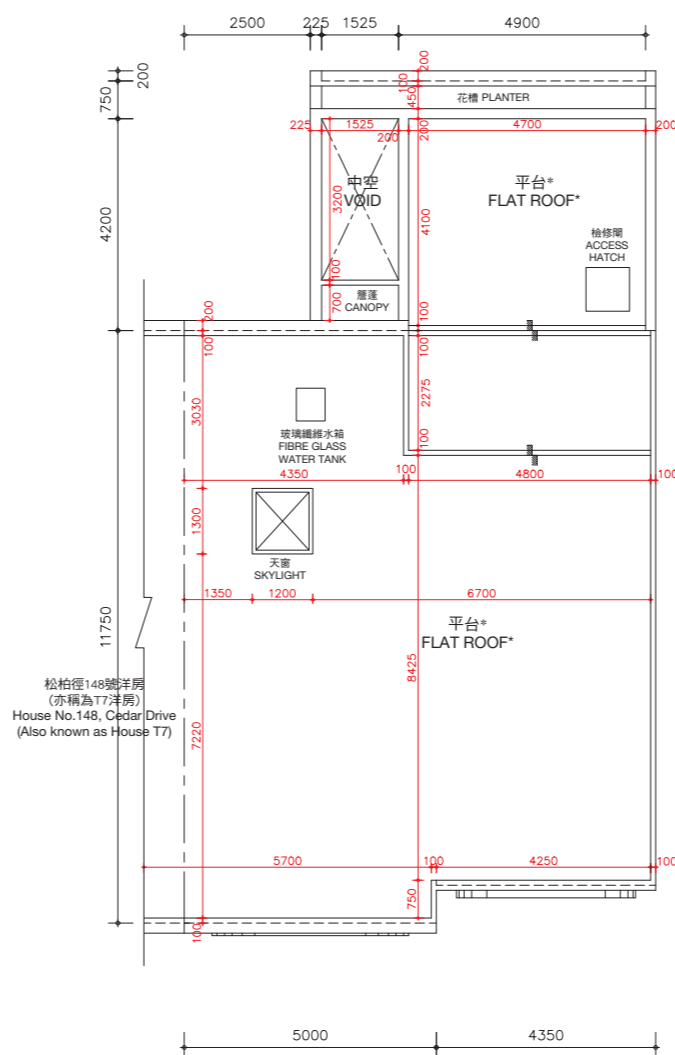 2500
225
1525
4900
200
750
200
100
450
花槽 PLANTER
225
1525
200
200
4700
200
4200
3200
中空
VOID
4100
平台*
FLAT ROOF*
檢修閘
ACCESS
HATCH
100
700
簷蓬
CANOPY
200
100
100
100
3030
2275
玻璃纖維水箱
FIBRE GLASS
WATER TANK
100
4350
100
4800
100
1300
天窗
SKYLIGHT
1350
1200
6700
11750
平台*
FLAT ROOF*
8425
松柏徑148號洋房
(亦稱為T7洋房)
House No.148, Cedar Drive
(Also known as House T7)
7220
5700
100
4250
100
750
100
5000
4350